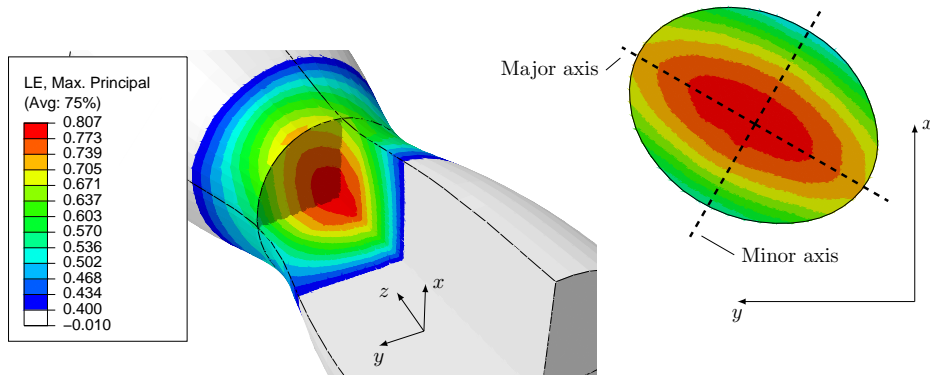 LE, Max. Principal
(Avg: 75%)
0.807
0.773
0.739
0.705
0.671
0.637
0.603
0.570
0.536
0.502
0.468
0.434
0.400
−0.010
x
z
y
Major axis
Minor axis
x
y